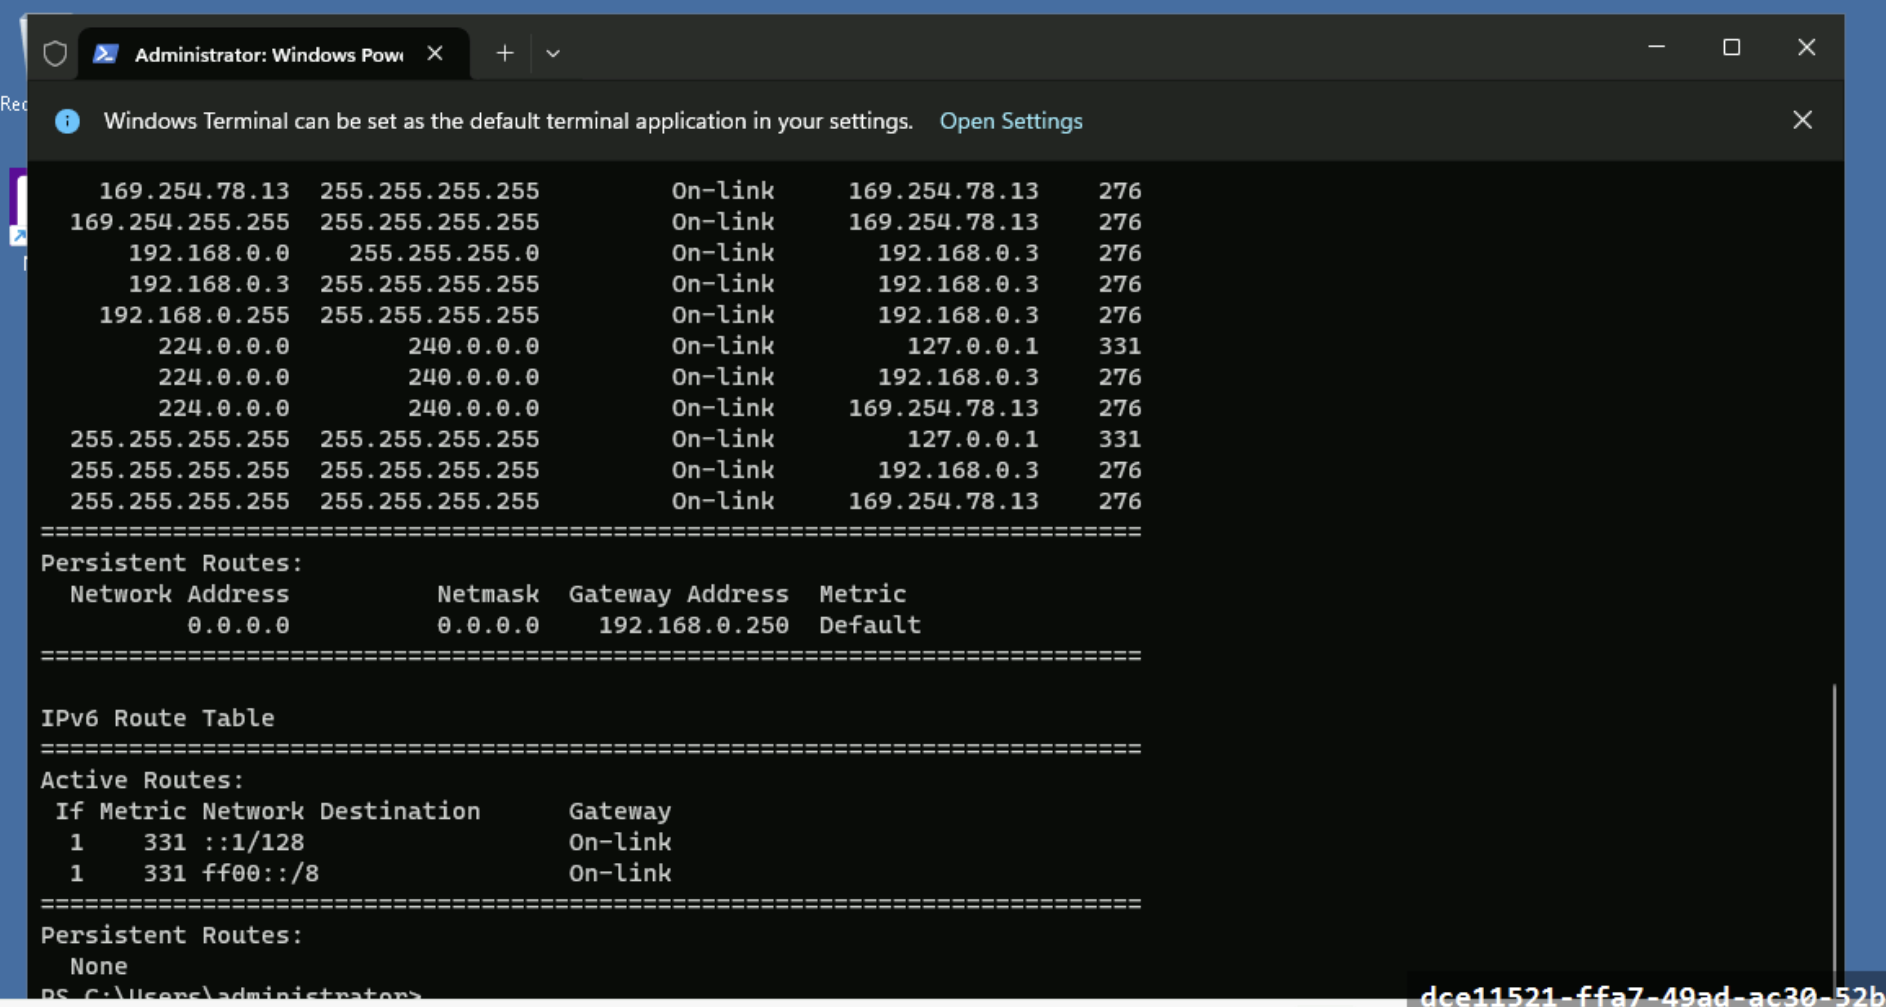 Administrator: Windows Pow
Rec
Windows Terminal can be set as the default terminal application in your settings. Open Settings
169.254.78.13 255.255.255.255 On-link 169.254.78.13 276
169.254.255.255 255.255.255.255 On-link 169.254.78.13 276
192.168.0.0 255.255.255.0 On-link 192.168.0.3 276
192.168.0.3 255.255.255.255 On-link 192.168.0.3 276
192.168.0.255 255.255.255.255 On-link 192.168.0.3 276
224.0.0.0 240.0.0.0 On-link 127.0.0.1 331
224.0.0.0 240.0.0.0 On-link 192.168.0.3 276
224.0.0.0 240.0.0.0 On-link 169.254.78.13 276
255.255.255.255 255.255.255.255 On-link 127.0.0.1 331
255.255.255.255 255.255.255.255 On-link 192.168.0.3 276
255.255.255.255 255.255.255.255 On-link 169.254.78.13 276
===========================================================================
Persistent Routes:
Network Address Netmask Gateway Address Metric
0.0.0.0 0.0.0.0 192.168.0.250 Default
===========================================================================
IPv6 Route Table
===========================================================================
Active Routes:
If Metric Network Destination Gateway
1 331 ::1/128 On-link
1 331 ff00::/8 On-link
===========================================================================
Persistent Routes:
None
PS C:\Users\administrator>
dce11521-ffa7-49ad-ac30-52b